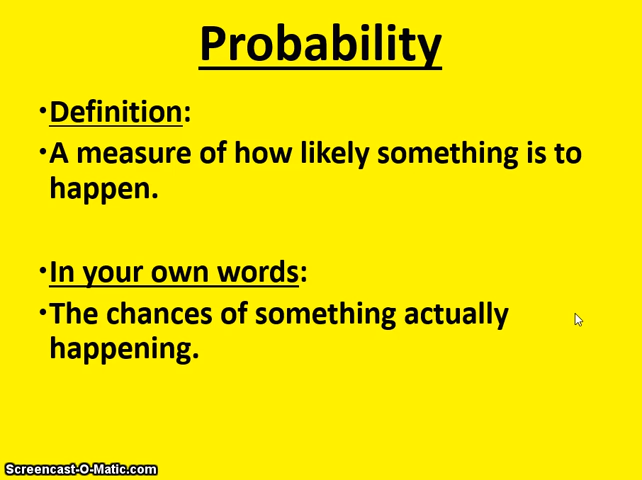 Probability
•Definition:
•A measure of how likely something is to
happen.
•In your own words:
•The chances of something actually
happening.
Screencast-O-Matic.com